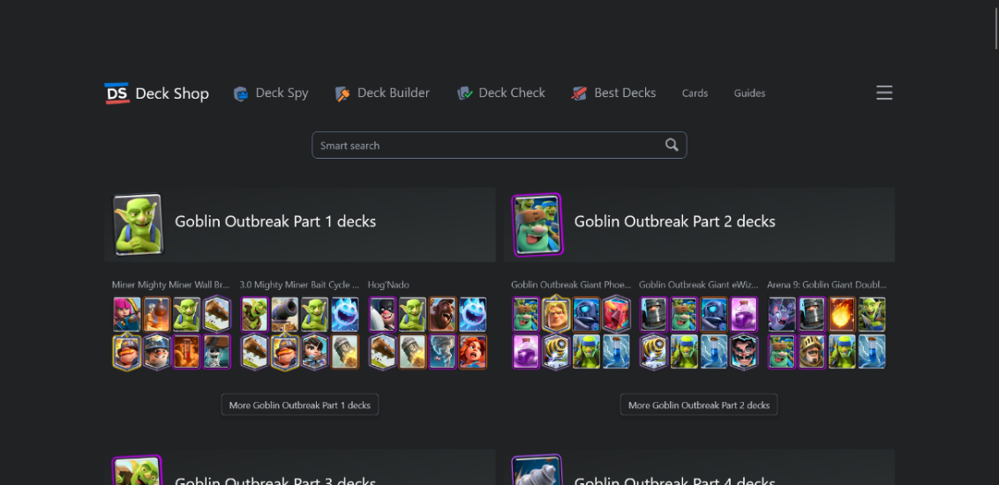 DS Deck Shop Deck Spy Deck Builder Deck Check Best Decks Cards Guides
Smart search
Goblin Outbreak Part 1 decks
Goblin Outbreak Part 2 decks
Miner Mighty Miner Wall Br... 3.0 Mighty Miner Bait Cycle ... Hog'Nado
Goblin Outbreak Giant Phoe... Goblin Outbreak Giant eWiz... Arena 9: Goblin Giant Doubl...
More Goblin Outbreak Part 1 decks
More Goblin Outbreak Part 2 decks
Goblin Outbreak Part 3 decks
Goblin Outbreak Part 4 decks